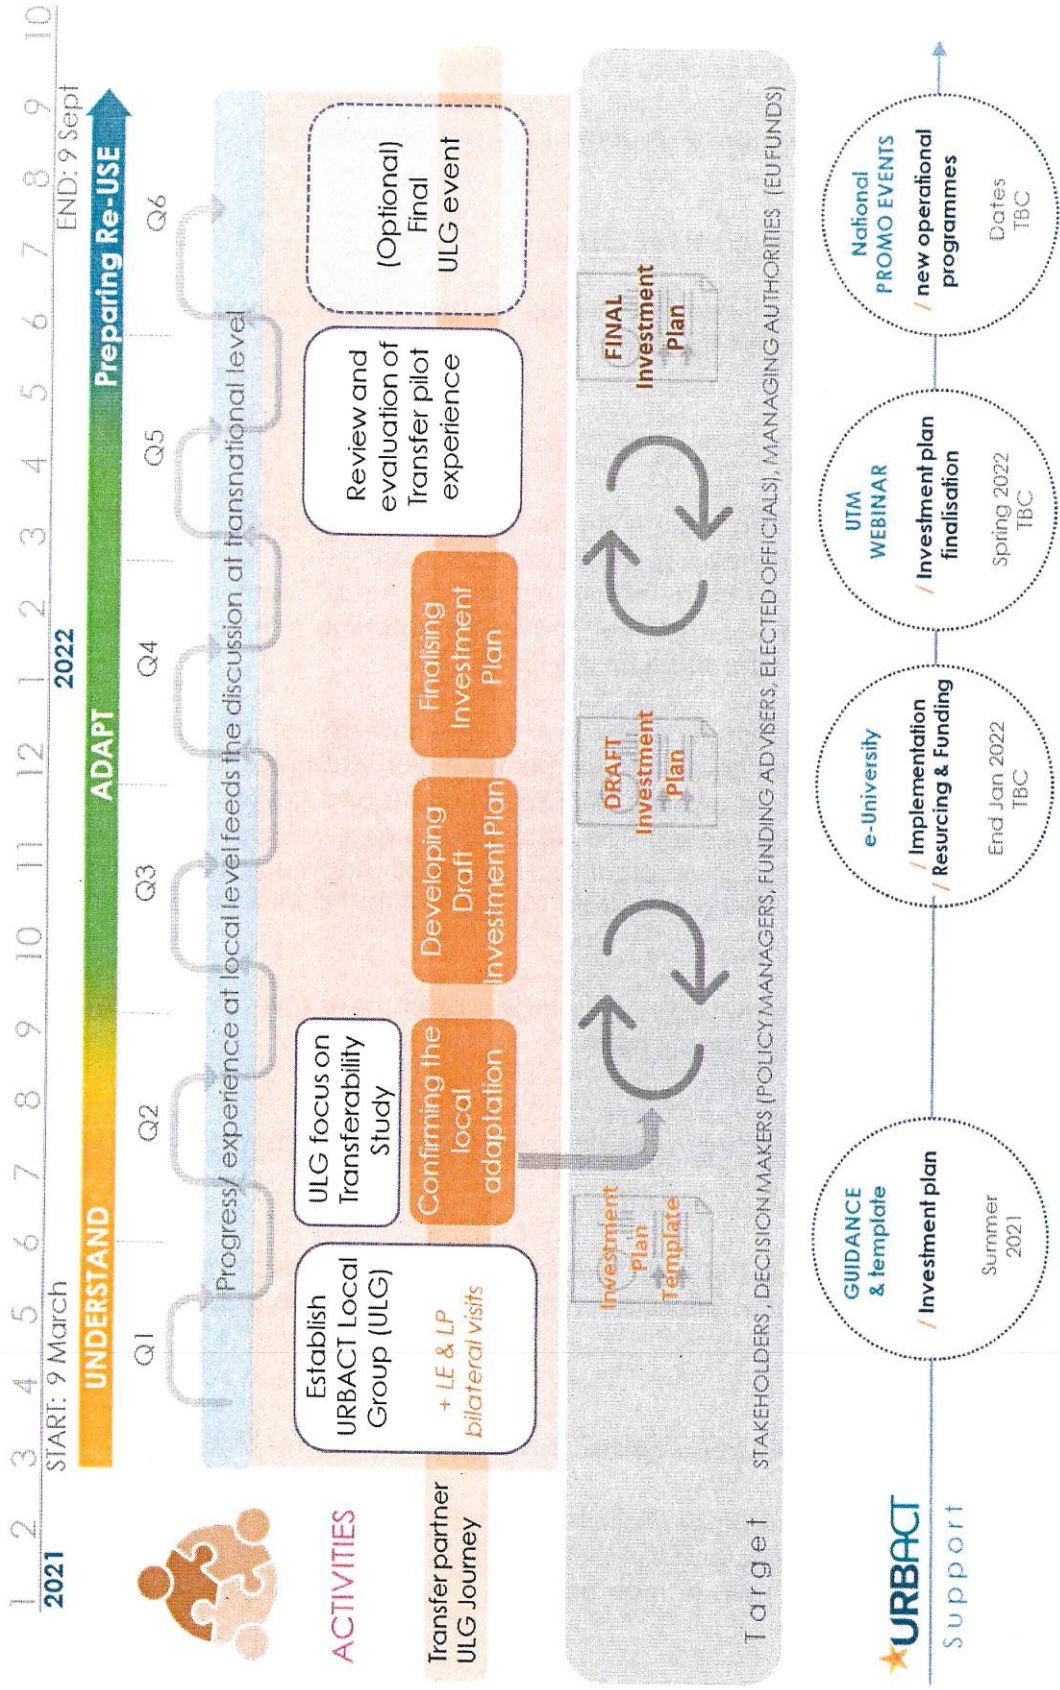 1 2 3 4 5 6 7 8 9 10 11 12 1 2 3 4 5 6 7 8 9 10
2021
START: 9 March
2022
END: 9 Sept
UNDERSTAND
ADAPT
Preparing Re-USE
Q1
Q2
Q3
Q4
Q5
Q6
Progress/ experience at local level feeds the discussion at transnational level
ACTIVITIES
Establish
URBACT Local
Group (ULG)
+ LE & LP
bilateral visits
ULG focus on
Transferability
Study
Review and
evaluation of
Transfer pilot
experience
(Optional)
Final
ULG event
Transfer partner
ULG Journey
Confirming the
local
adaptation
Developing
Draft
Investment Plan
Finalising
Investment
Plan
Investment
Plan
Template
DRAFT
Investment
Plan
FINAL
Investment
Plan
Target
STAKEHOLDERS, DECISION MAKERS (POLICY MANAGERS, FUNDING ADVISERS, ELECTED OFFICIALS), MANAGING AUTHORITIES (EU FUNDS)
URBACT
Support
GUIDANCE
& template
/ Investment plan
Summer
2021
e-University
/ Implementation
/ Resurcing & Funding
End Jan 2022
TBC
UTM
WEBINAR
/ Investment plan
finalisation
Spring 2022
TBC
National
PROMO EVENTS
/ new operational
programmes
Dates
TBC